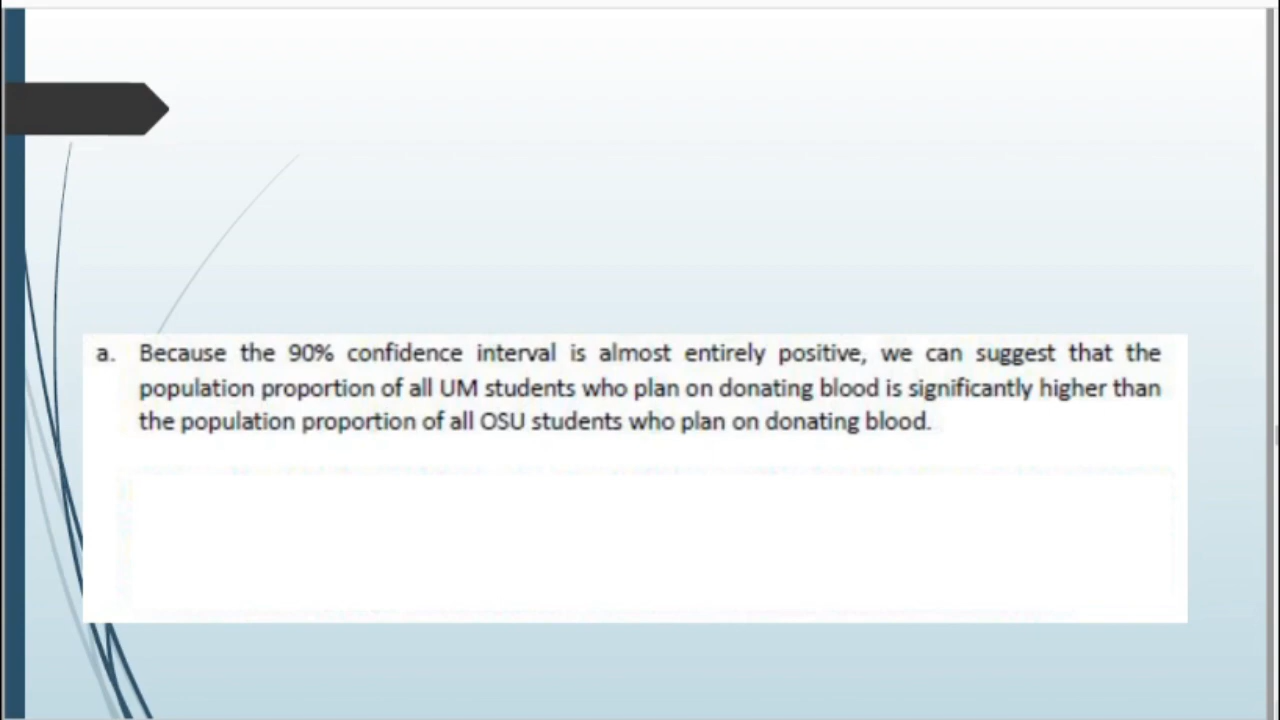 a. Because the 90% confidence interval is almost entirely positive, we can suggest that the
population proportion of all UM students who plan on donating blood is significantly higher than
the population proportion of all OSU students who plan on donating blood.